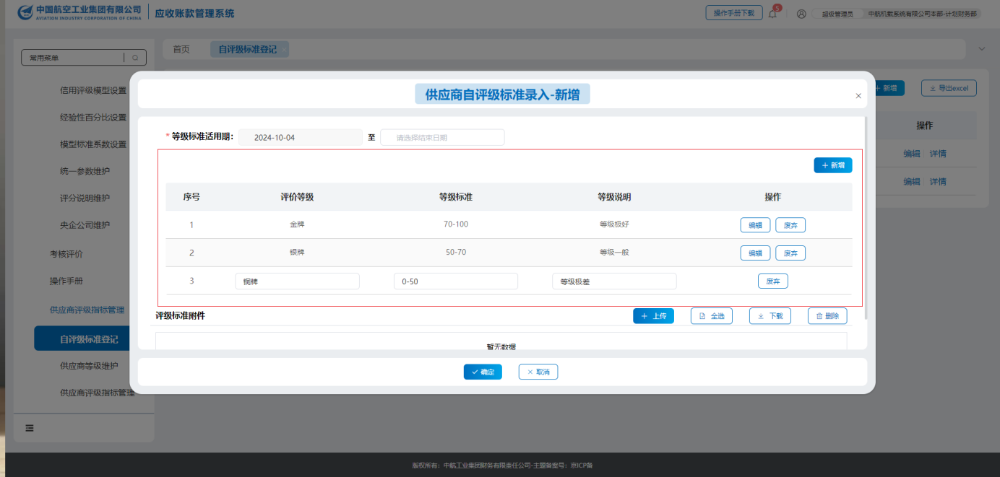 中国航空工业集团有限公司
AVIATION INDUSTRY CORPORATION OF CHINA
应收账款管理系统
操作手册下载
5
超级管理员
中航机载系统有限公司本部-计划财务部
常用菜单
首页
自评级标准登记
信用评级模型设置
经验性百分比设置
模型标准系数设置
统一参数维护
评分说明维护
央企公司维护
考核评价
操作手册
供应商评级指标管理
自评级标准登记
供应商等级维护
供应商评级指标管理
+ 新增
导出excel
操作
编辑 详情
编辑 详情
供应商自评级标准录入-新增
* 等级标准适用期: 2024-10-04 至 请选择结束日期
+ 新增
序号 评价等级 等级标准 等级说明 操作
1 金牌 70-100 等级极好 编辑 废弃
2 银牌 50-70 等级一般 编辑 废弃
3 铜牌 0-50 等级极差 废弃
评级标准附件
+ 上传 全选 下载 删除
暂无数据
确定 取消
版权所有：中航工业集团财务有限责任公司-主题备案号：京ICP备